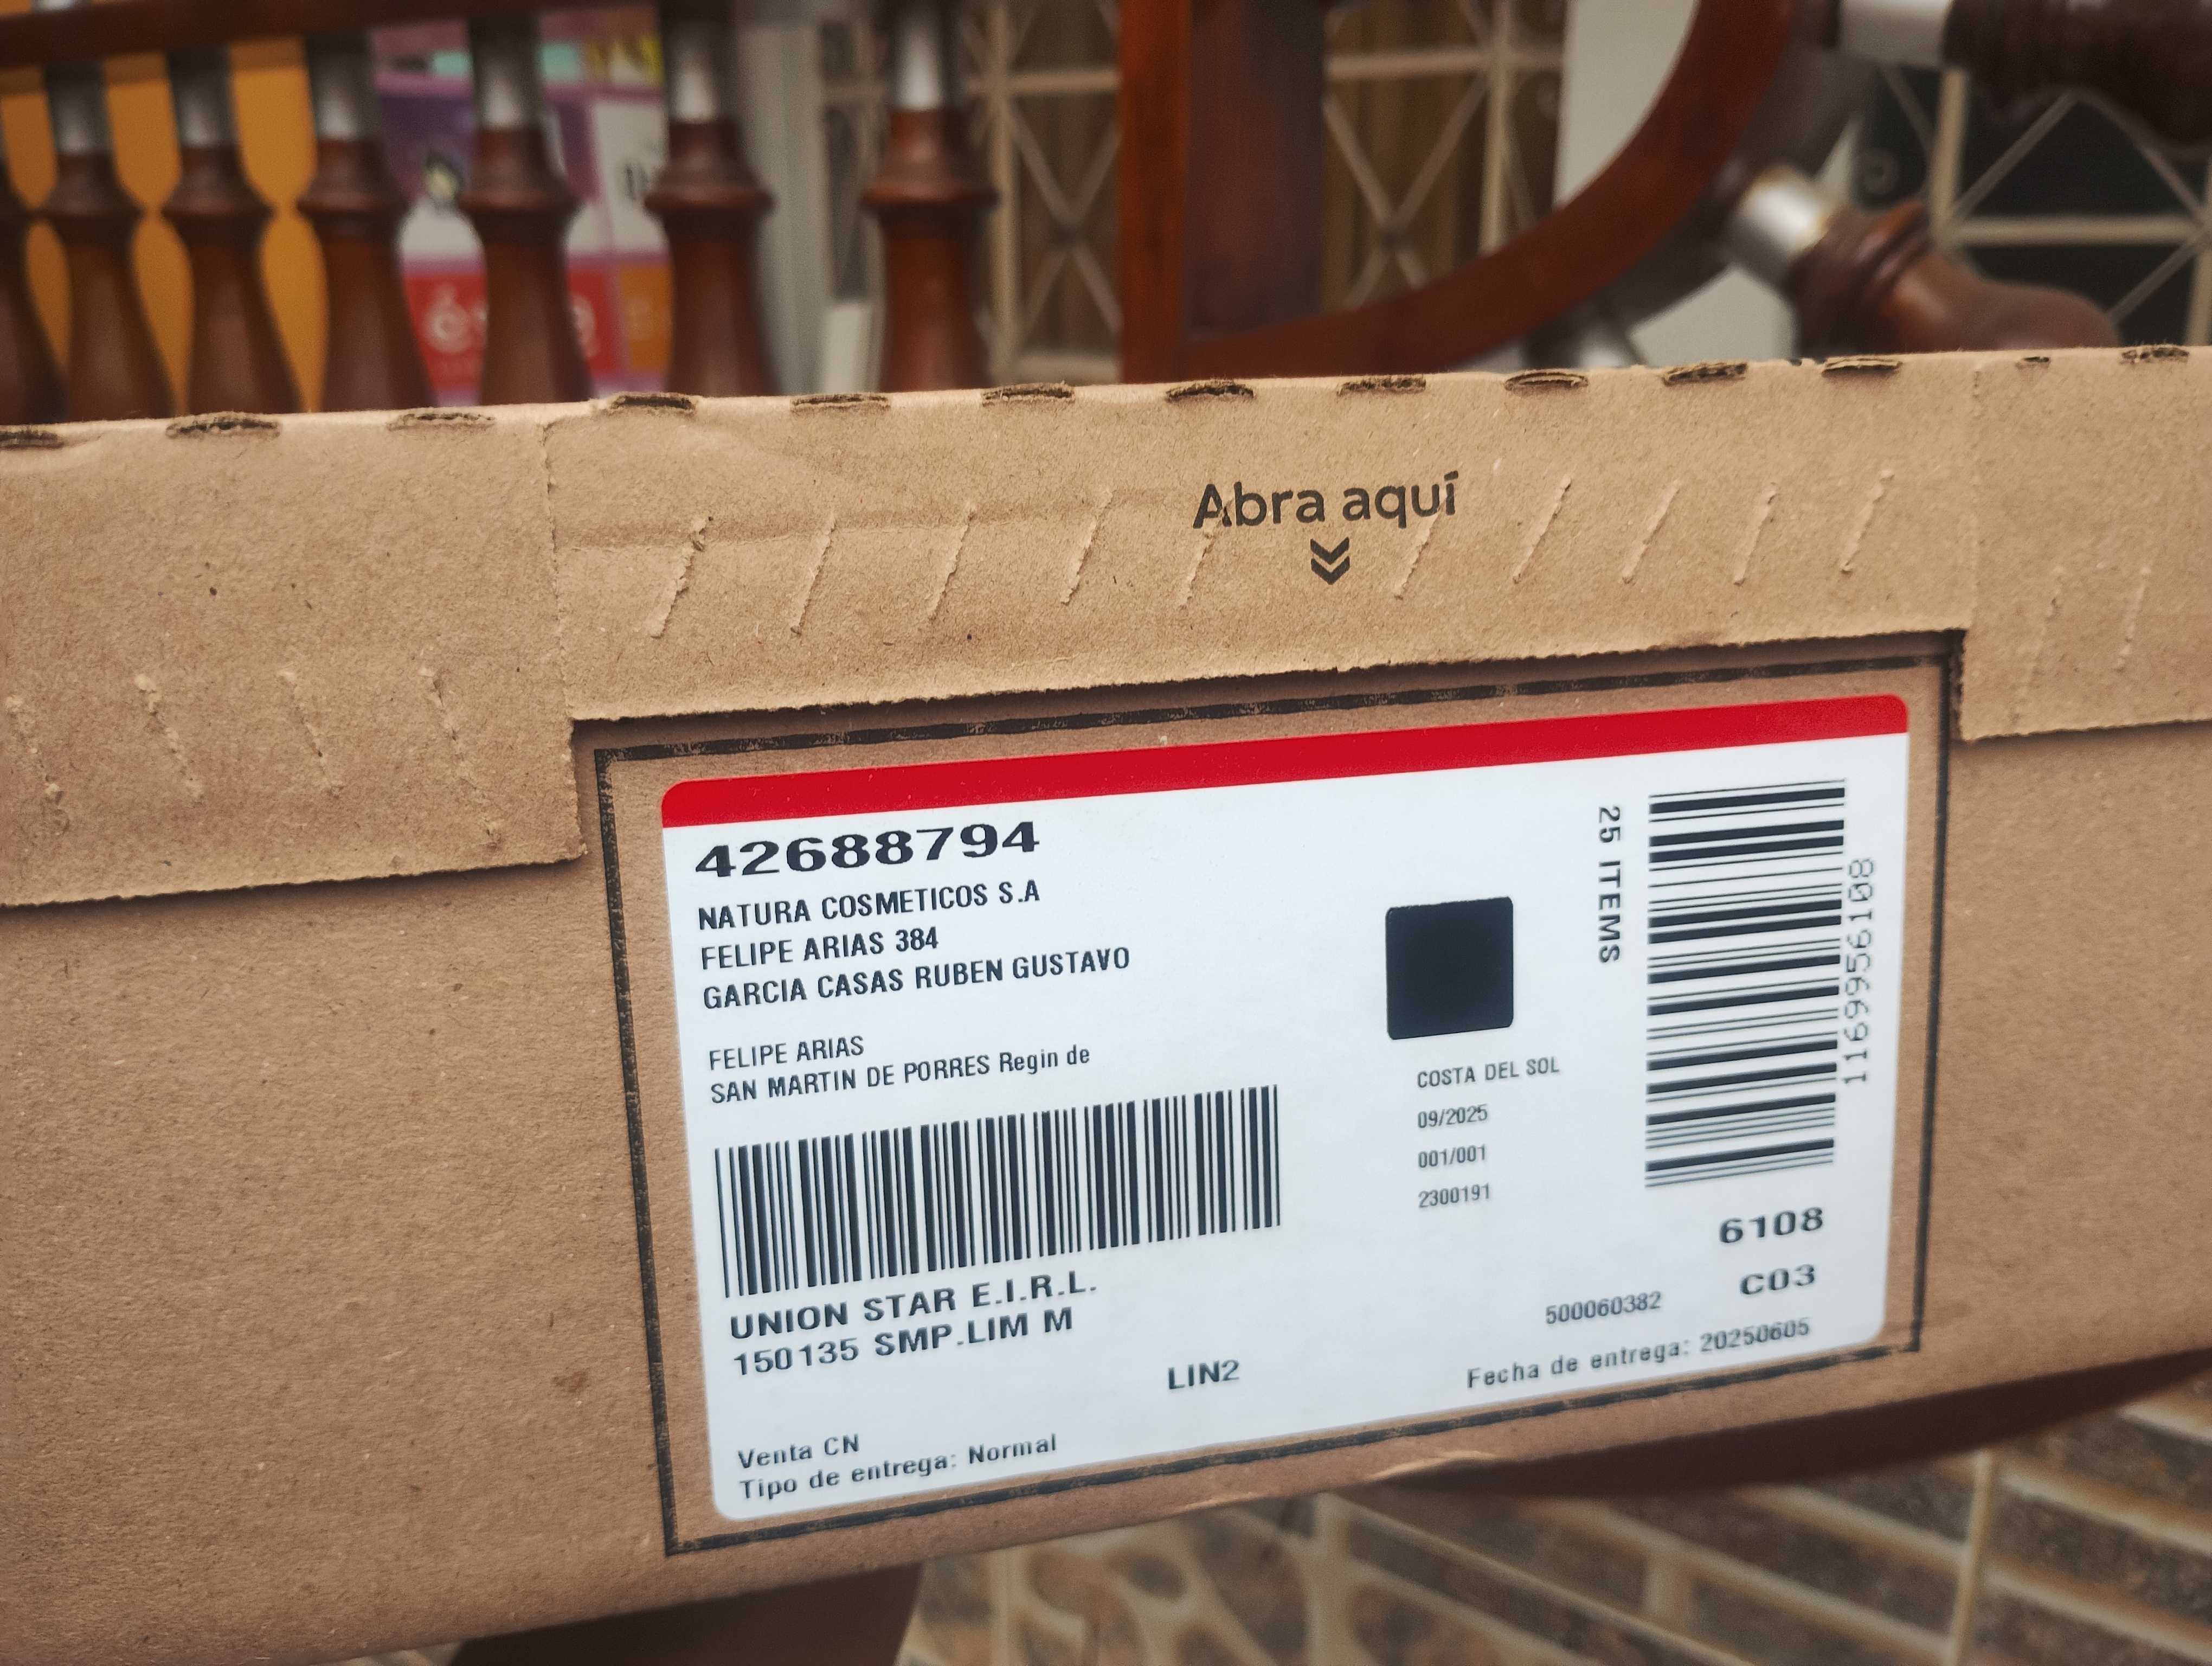 Abra aquí
42688794
NATURA COSMETICOS S.A
FELIPE ARIAS 384
GARCIA CASAS RUBEN GUSTAVO
FELIPE ARIAS
SAN MARTIN DE PORRES Regin de
UNION STAR E.I.R.L.
150135 SMP.LIM M
LIN2
Venta CN
Tipo de entrega: Normal
COSTA DEL SOL
09/2025
001/001
2300191
25 ITEMS
1169956108
6108
C03
500060382
Fecha de entrega: 20250605